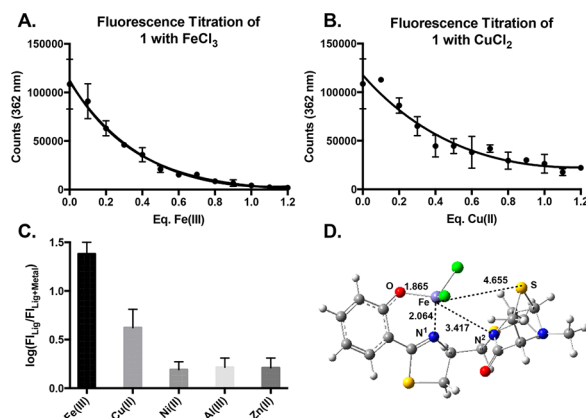 A.
Fluorescence Titration of
1 with FeCl3
Counts (362 nm)
150000
100000
50000
0
0.0 0.2 0.4 0.6 0.8 1.0 1.2
Eq. Fe(III)
B.
Fluorescence Titration of
1 with CuCl2
Counts (362 nm)
150000
100000
50000
0
0.0 0.2 0.4 0.6 0.8 1.0 1.2
Eq. Cu(II)
C.
log(FlLig/FlLig+Metal)
1.5
1.0
0.5
0.0
Fe(III)
Cu(II)
Ni(II)
Al(III)
Zn(II)
D.
O
1.865
Fe
4.655
S
2.064
N1
3.417
N2